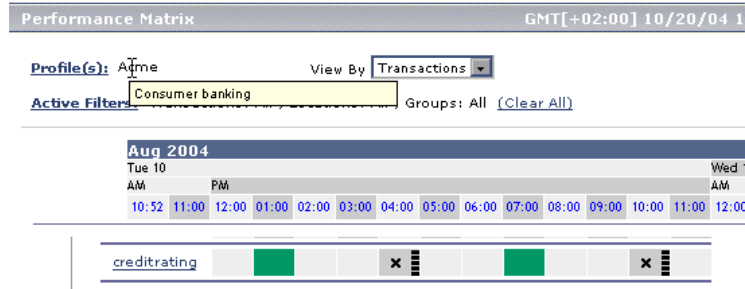 Performance Matrix GMT[+02:00] 10/20/04 1
Profile(s): Acme View By Transactions
Consumer banking
Active Filters: Groups: All (Clear All)
Aug 2004
Tue 10 Wed
AM PM AM
10:52 11:00 12:00 01:00 02:00 03:00 04:00 05:00 06:00 07:00 08:00 09:00 10:00 11:00 12:00
creditrating × ×